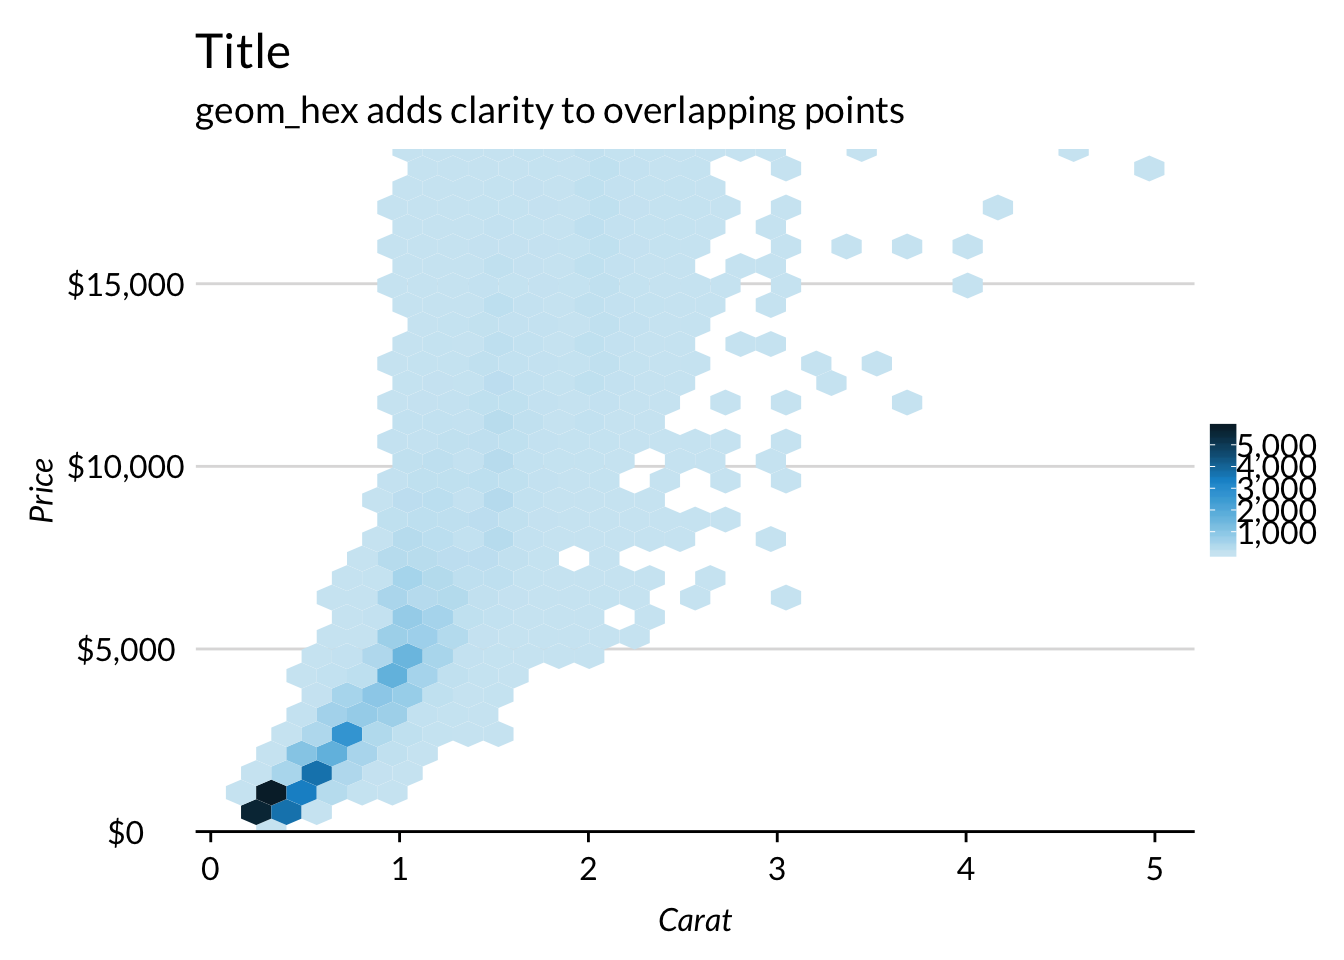 Title
geom_hex adds clarity to overlapping points
$15,000
$10,000
$5,000
$0
Price
0 1 2 3 4 5
Carat
5,000
4,000
3,000
2,000
1,000